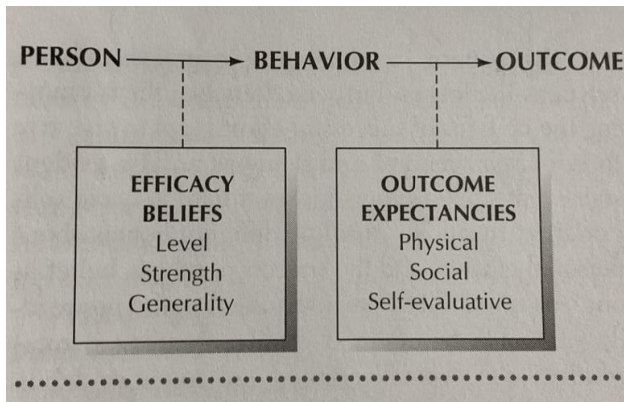 PERSON BEHAVIOR OUTCOME
EFFICACY
BELIEFS
Level
Strength
Generality
OUTCOME
EXPECTANCIES
Physical
Social
Self-evaluative